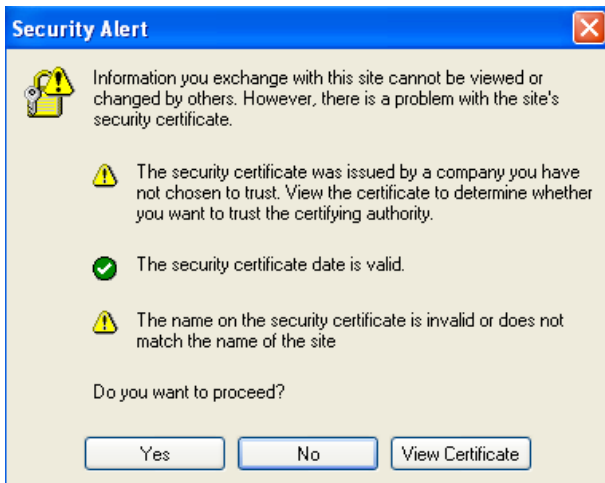 Security Alert
Information you exchange with this site cannot be viewed or
changed by others. However, there is a problem with the site's
security certificate.
The security certificate was issued by a company you have
not chosen to trust. View the certificate to determine whether
you want to trust the certifying authority.
The security certificate date is valid.
The name on the security certificate is invalid or does not
match the name of the site
Do you want to proceed?
Yes No View Certificate